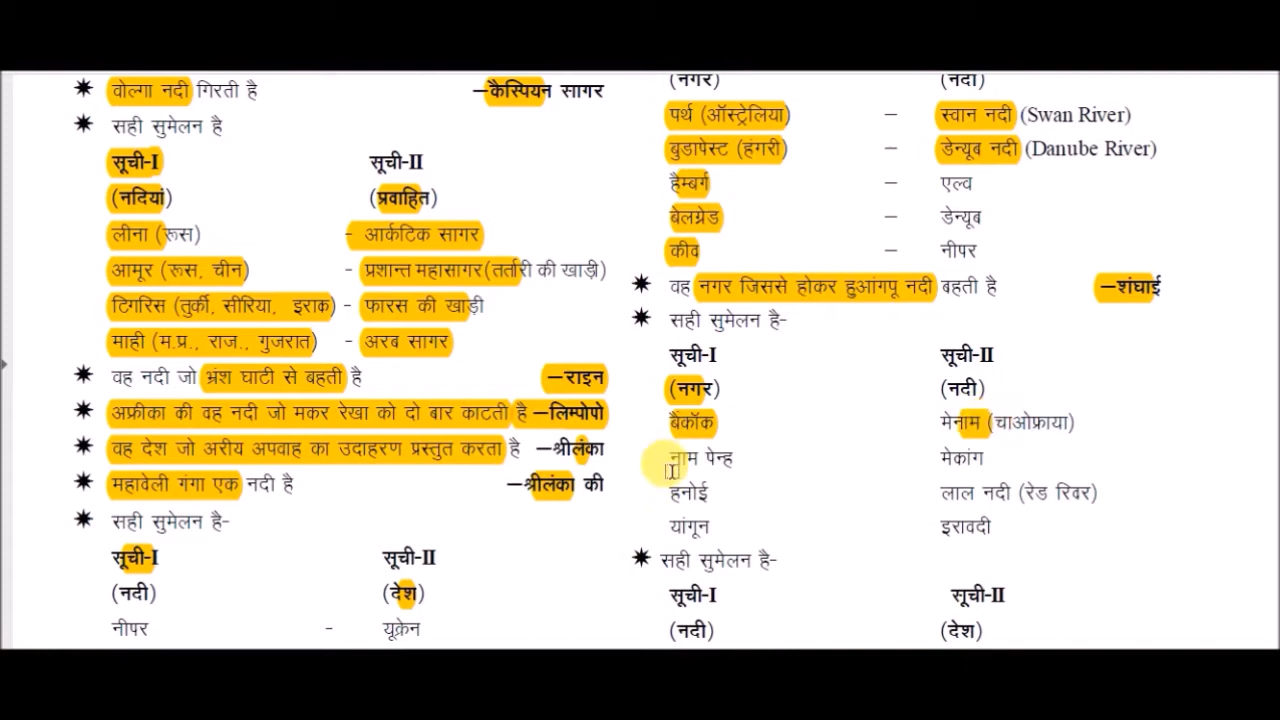 ✷ वोल्गा नदी गिरती है –कैस्पियन सागर
✷ सही सुमेलन है
सूची-I सूची-II
(नदियां) (प्रवाहित)
लीना (रूस) - आर्कटिक सागर
आमूर (रूस, चीन) - प्रशान्त महासागर (तर्तारी की खाड़ी)
टिगरिस (तुर्की, सीरिया, इराक) - फारस की खाड़ी
माही (म.प्र., राज., गुजरात) - अरब सागर
✷ वह नदी जो भ्रंश घाटी से बहती है –राइन
✷ अफ्रीका की वह नदी जो मकर रेखा को दो बार काटती है –लिम्पोपो
✷ वह देश जो अरीय अपवाह का उदाहरण प्रस्तुत करता है –श्रीलंका
✷ महावेली गंगा एक नदी है –श्रीलंका की
✷ सही सुमेलन है-
सूची-I सूची-II
(नदी) (देश)
नीपर - यूक्रेन
(नगर) (नदी)
पर्थ (ऑस्ट्रेलिया) – स्वान नदी (Swan River)
बुडापेस्ट (हंगरी) – डेन्यूब नदी (Danube River)
हैम्बर्ग – एल्व
बेलग्रेड – डेन्यूब
कीव – नीपर
✷ वह नगर जिससे होकर हुआंगपू नदी बहती है –शंघाई
✷ सही सुमेलन है-
सूची-I सूची-II
(नगर) (नदी)
बैंकॉक मेनाम (चाओफ्राया)
नाम पेन्ह मेकांग
हनोई लाल नदी (रेड रिवर)
यांगून इरावदी
✷ सही सुमेलन है-
सूची-I सूची-II
(नदी) (देश)